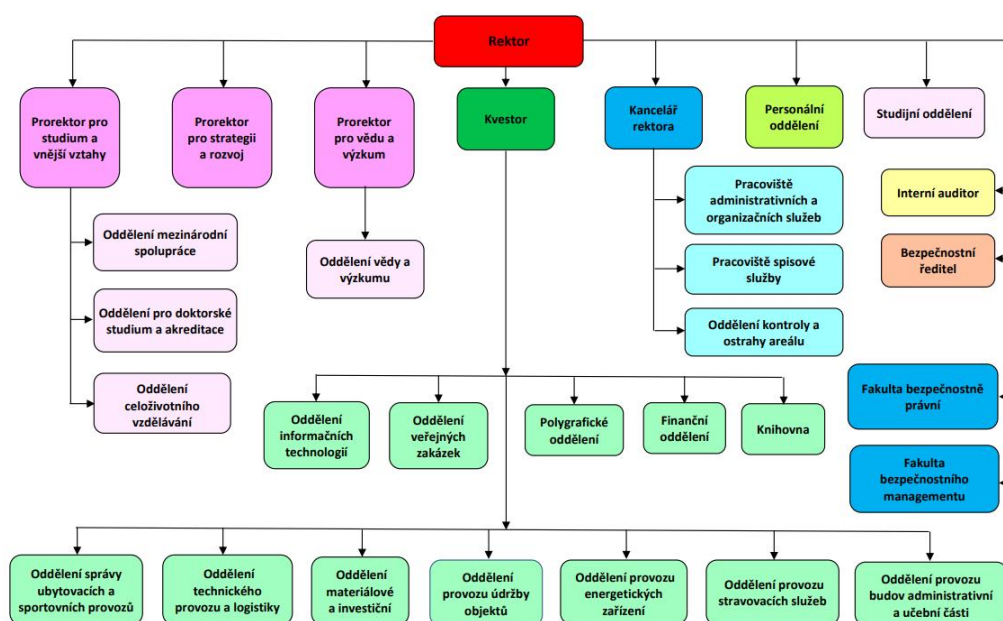 Rektor
Prorektor pro
studium a
vnější vztahy
Prorektor
pro strategii
a rozvoj
Prorektor
pro vědu a
výzkum
Kvestor
Kancelář
rektora
Personální
oddělení
Studijní oddělení
Oddělení mezinárodní
spolupráce
Oddělení pro doktorské
studium a akreditace
Oddělení
celoživotního
vzdělávání
Oddělení vědy a
výzkumu
Pracoviště
administrativních a
organizačních služeb
Pracoviště spisové
služby
Oddělení kontroly a
ostrahy areálu
Interní auditor
Bezpečnostní
ředitel
Fakulta bezpečnostně
právní
Fakulta
bezpečnostního
managementu
Oddělení
informačních
technologií
Oddělení
veřejných
zakázek
Polygrafické
oddělení
Finanční
oddělení
Knihovna
Oddělení správy
ubytovacích a
sportovních provozů
Oddělení
technického
provozu a logistiky
Oddělení
materiálové
a investiční
Oddělení
provozu údržby
objektů
Oddělení provozu
energetických
zařízení
Oddělení provozu
stravovacích služeb
Oddělení provozu
budov administrativní
a učební části